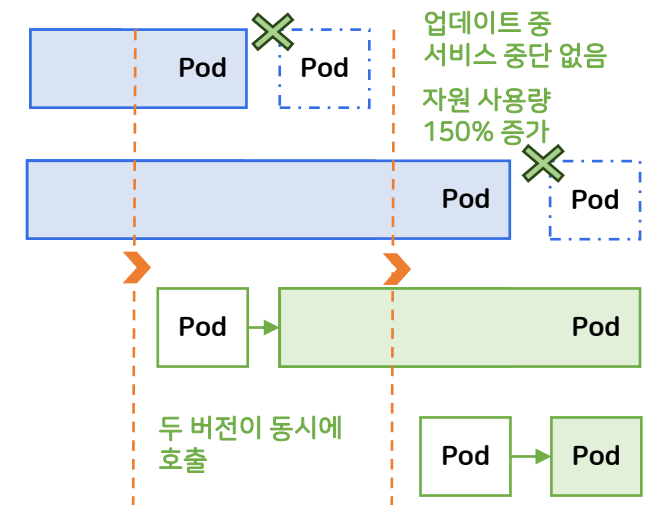 Pod
Pod
업데이트 중
서비스 중단 없음
자원 사용량
150% 증가
Pod
Pod
Pod
Pod
두 버전이 동시에
호출
Pod
Pod